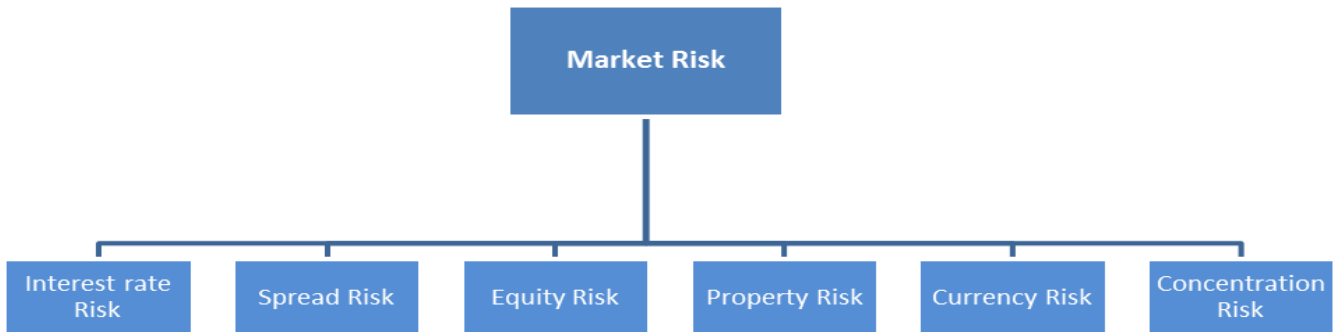 Market Risk
Interest rate
Risk
Spread Risk
Equity Risk
Property Risk
Currency Risk
Concentration
Risk